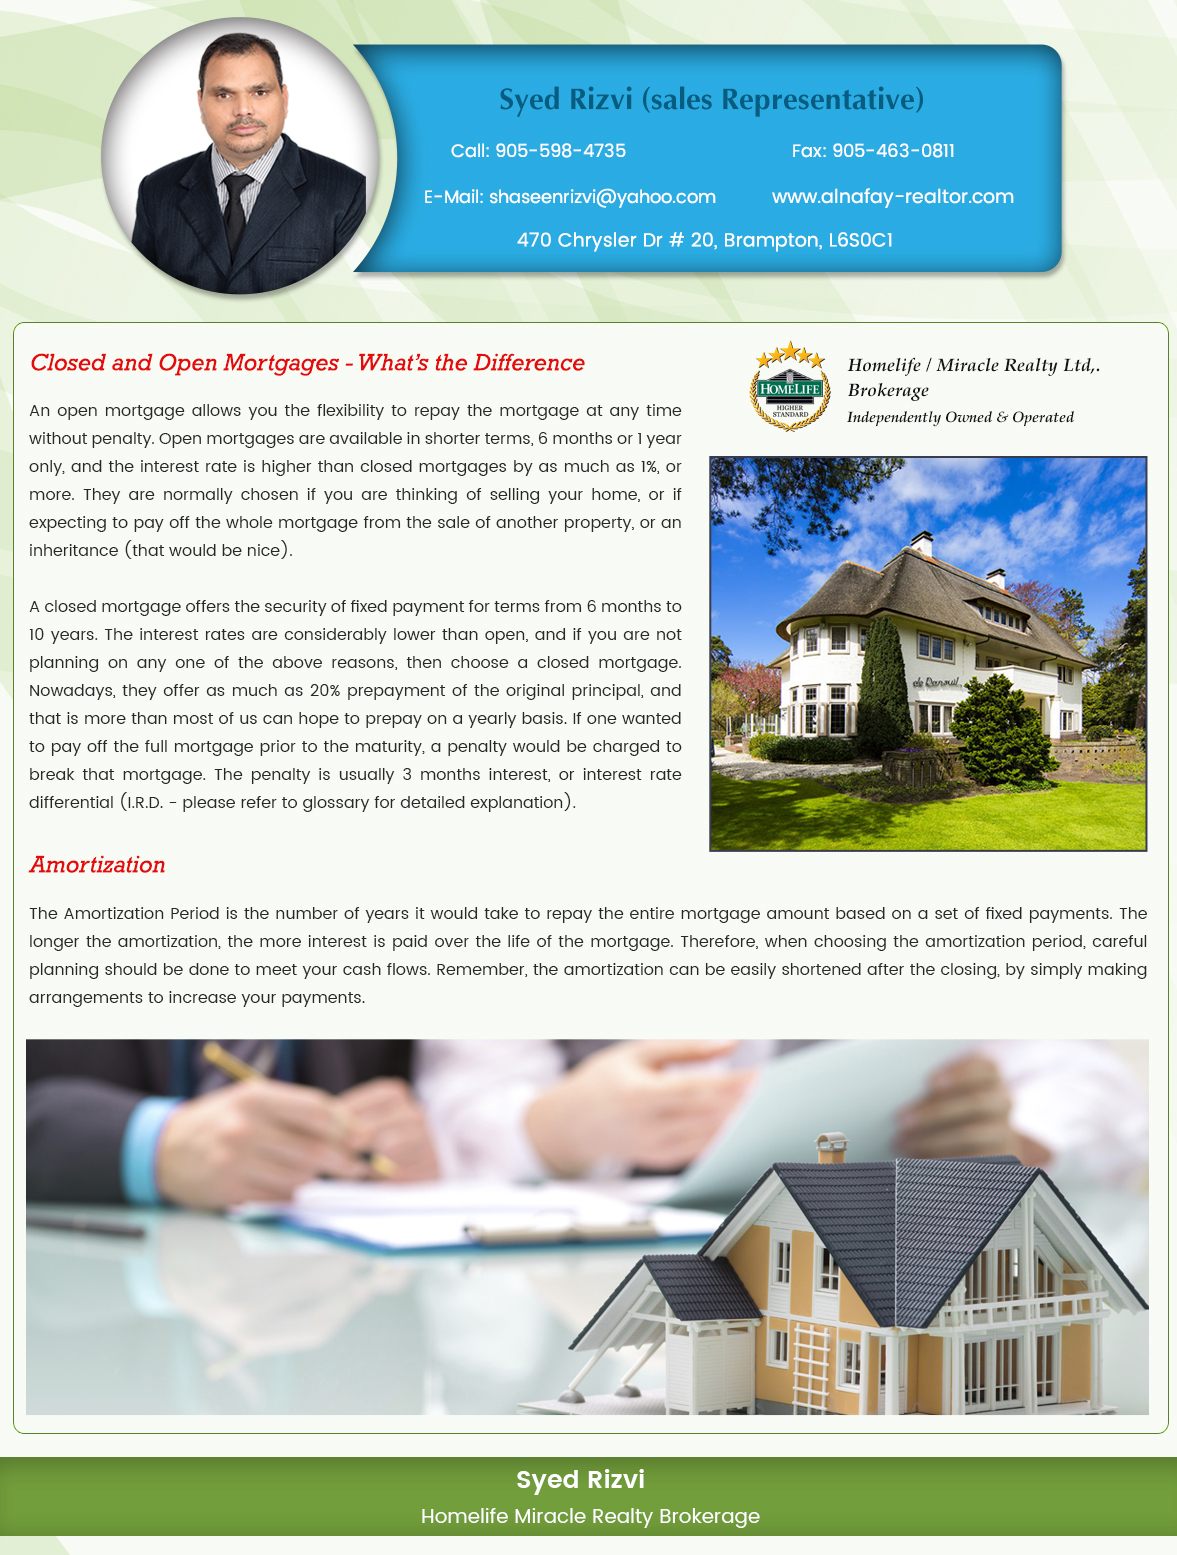 Syed Rizvi (sales Representative)
Call: 905-598-4735
Fax: 905-463-0811
E-Mail: shaseenrizvi@yahoo.com
www.alnafay-realtor.com
470 Chrysler Dr # 20, Brampton, L6S0C1
Closed and Open Mortgages - What's the Difference
An open mortgage allows you the flexibility to repay the mortgage at any time
without penalty. Open mortgages are available in shorter terms, 6 months or 1 year
only, and the interest rate is higher than closed mortgages by as much as 1%, or
more. They are normally chosen if you are thinking of selling your home, or if
expecting to pay off the whole mortgage from the sale of another property, or an
inheritance (that would be nice).
A closed mortgage offers the security of fixed payment for terms from 6 months to
10 years. The interest rates are considerably lower than open, and if you are not
planning on any one of the above reasons, then choose a closed mortgage.
Nowadays, they offer as much as 20% prepayment of the original principal, and
that is more than most of us can hope to prepay on a yearly basis. If one wanted
to pay off the full mortgage prior to the maturity, a penalty would be charged to
break that mortgage. The penalty is usually 3 months interest, or interest rate
differential (I.R.D. - please refer to glossary for detailed explanation).
HOMELIFE
HIGHER
STANDARD
Homelife / Miracle Realty Ltd,.
Brokerage
Independently Owned & Operated
Amortization
The Amortization Period is the number of years it would take to repay the entire mortgage amount based on a set of fixed payments. The
longer the amortization, the more interest is paid over the life of the mortgage. Therefore, when choosing the amortization period, careful
planning should be done to meet your cash flows. Remember, the amortization can be easily shortened after the closing, by simply making
arrangements to increase your payments.
Syed Rizvi
Homelife Miracle Realty Brokerage